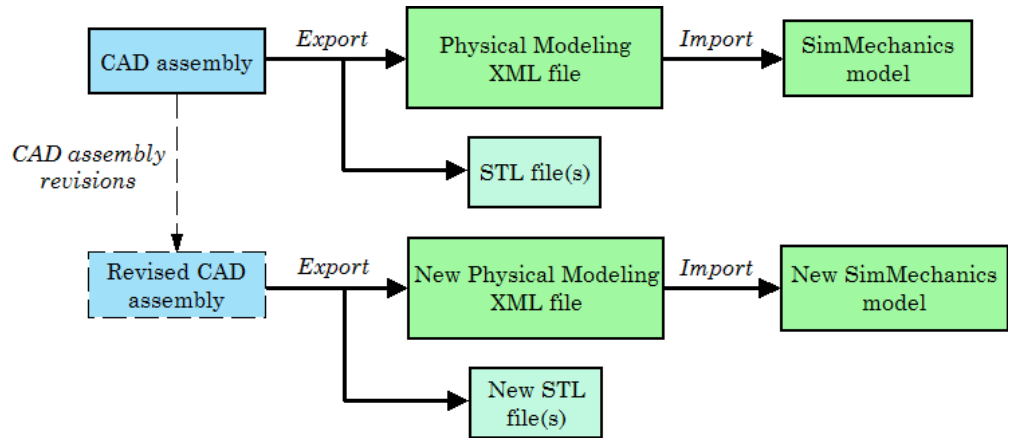 CAD assembly
Export
Physical Modeling
XML file
Import
SimMechanics
model
STL file(s)
CAD assembly
revisions
Revised CAD
assembly
Export
New Physical Modeling
XML file
Import
New SimMechanics
model
New STL
file(s)